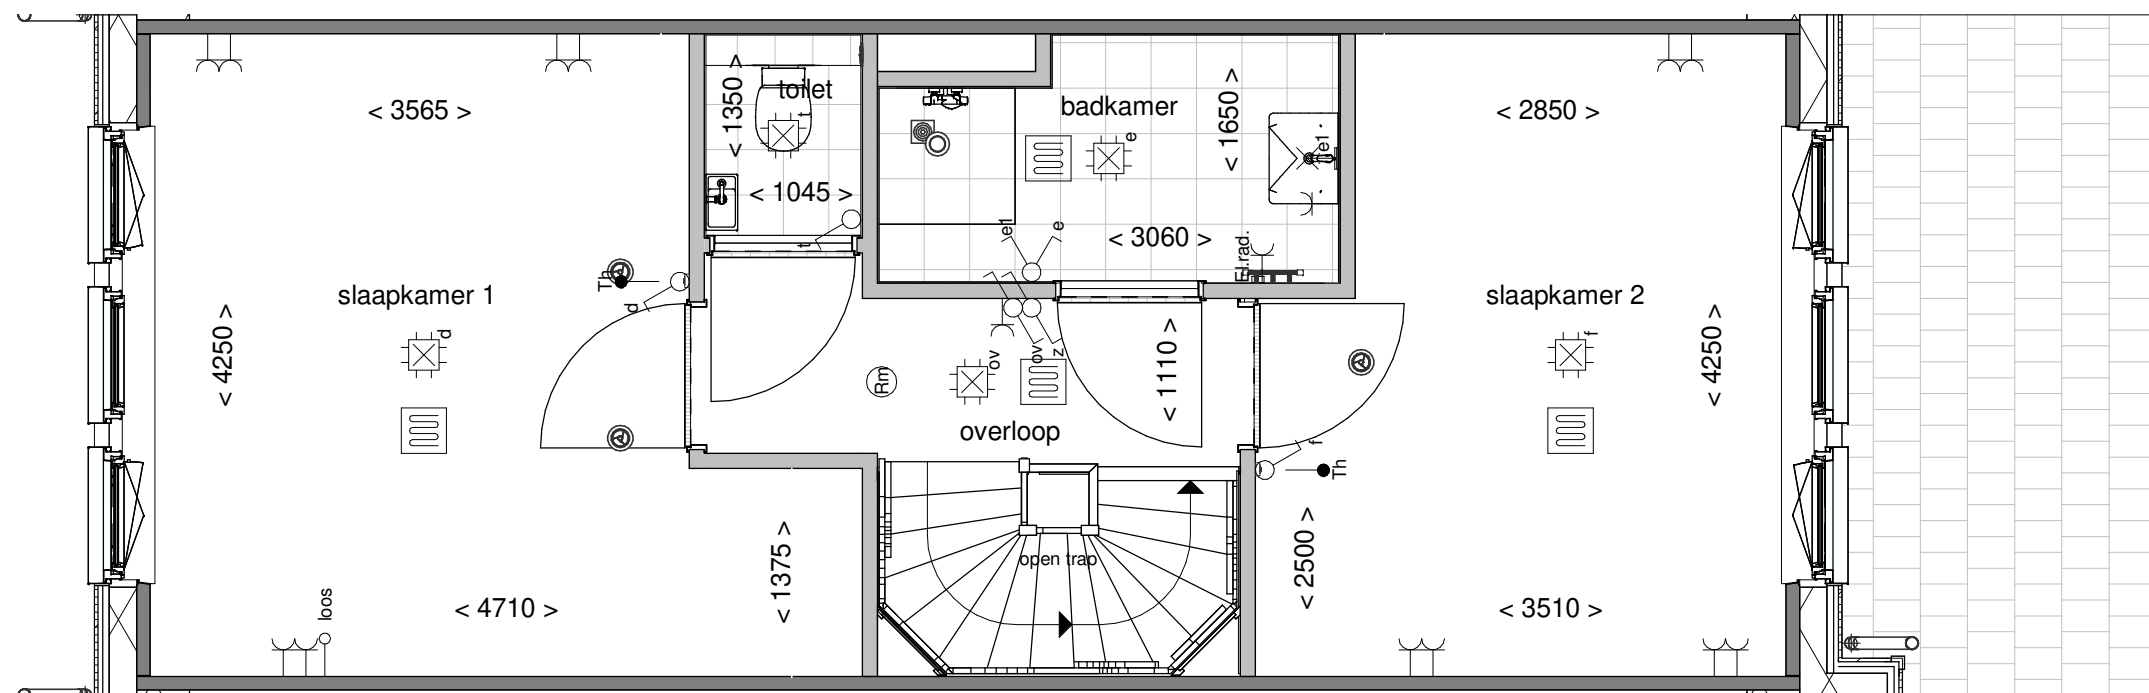 < 3565 >
< 1350 >
toilet
t
< 1045 >
t
badkamer
e
< 1650 >
e1
e1
e
< 3060 >
El.rad.
< 2850 >
slaapkamer 1
Th
d
d
< 4250 >
ov
ov
z
Rm
< 1110 >
overloop
slaapkamer 2
f
< 4250 >
f
Th
open trap
< 1375 >
< 2500 >
loos
< 4710 >
< 3510 >